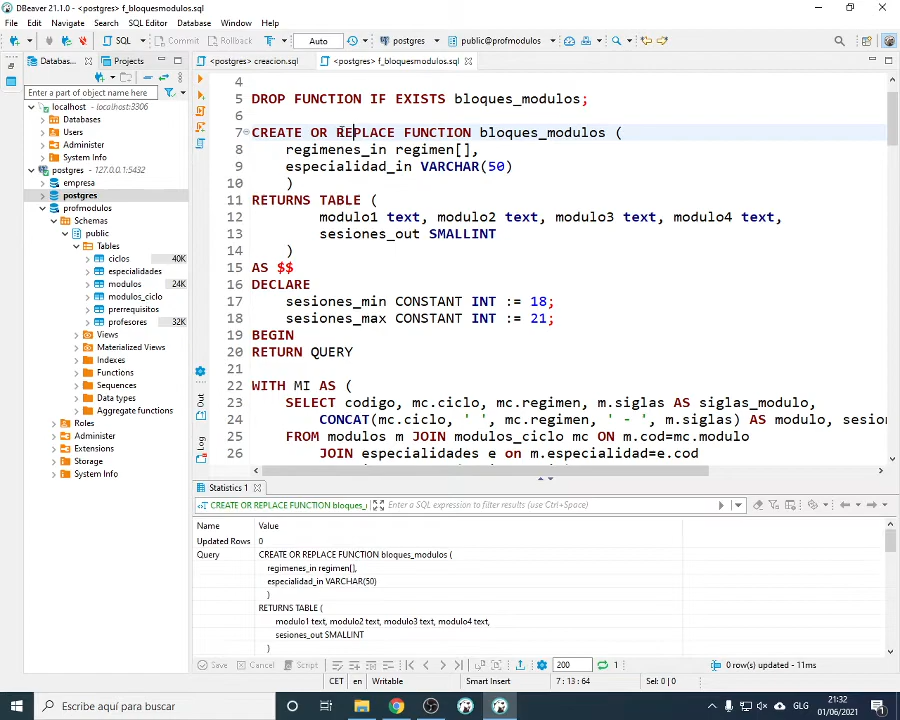 DBeaver 21.1.0 - <postgres> f_bloquesmodulos.sql
File Edit Navigate Search SQL Editor Database Window Help
SQL Commit Rollback T Auto postgres public@profmodulos
Databas... Projects
Enter a part of object name here
localhost - localhost:3306
Databases
Users
Administer
System Info
postgres - 127.0.0.1:5432
empresa
postgres
profmodulos
Schemas
public
Tables
ciclos 40K
especialidades
modulos 24K
modulos_ciclo
prerrequisitos
profesores 32K
Views
Materialized Views
Indexes
Functions
Sequences
Data types
Aggregate functions
Roles
Administer
Extensions
Storage
System Info
<postgres> creacion.sql <postgres> f_bloquesmodulos.sql
4
5 DROP FUNCTION IF EXISTS bloques_modulos;
6
7 CREATE OR REPLACE FUNCTION bloques_modulos (
8 regimenes_in regimen[],
9 especialidad_in VARCHAR(50)
10 )
11 RETURNS TABLE (
12 modulo1 text, modulo2 text, modulo3 text, modulo4 text,
13 sesiones_out SMALLINT
14 )
15 AS $$
16 DECLARE
17 sesiones_min CONSTANT INT := 18;
18 sesiones_max CONSTANT INT := 21;
19 BEGIN
20 RETURN QUERY
21
22 WITH MI AS (
23 SELECT codigo, mc.ciclo, mc.regimen, m.siglas AS siglas_modulo,
24 CONCAT(mc.ciclo, ' ', mc.regimen, ' - ', m.siglas) AS modulo, sesio
25 FROM modulos m JOIN modulos_ciclo mc ON m.cod=mc.modulo
26 JOIN especialidades e on m.especialidad=e.cod
Out
Log
Statistics 1
CREATE OR REPLACE FUNCTION bloques_ Enter a SQL expression to filter results (use Ctrl+Space)
Name Value
Updated Rows 0
Query CREATE OR REPLACE FUNCTION bloques_modulos (
regimenes_in regimen[],
especialidad_in VARCHAR(50)
)
RETURNS TABLE (
modulo1 text, modulo2 text, modulo3 text, modulo4 text,
sesiones_out SMALLINT
)
Save Cancel Script 200 1 0 row(s) updated - 11ms
CET en Writable Smart Insert 7 : 13 : 64 Sel: 0 | 0
Escribe aquí para buscar
GLG
21:32
01/06/2021
1